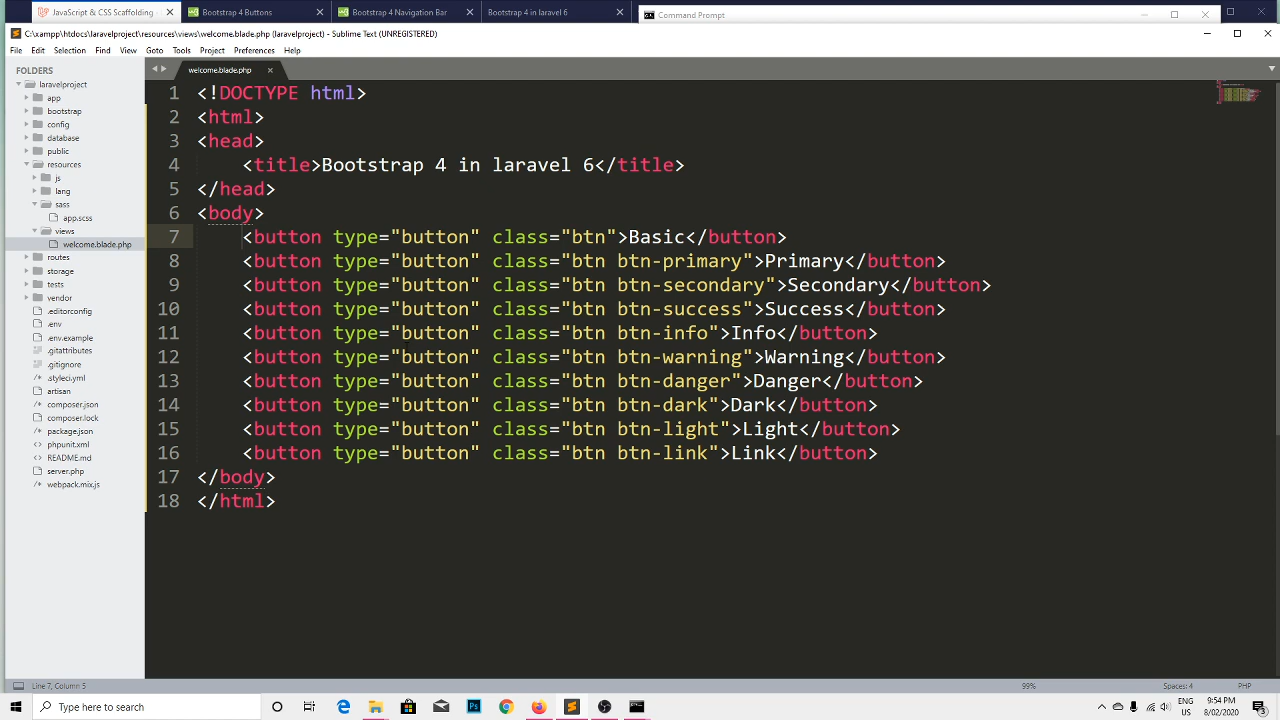 JavaScript & CSS Scaffolding
Bootstrap 4 Buttons
Bootstrap 4 Navigation Bar
Bootstrap 4 in laravel 6
Command Prompt
C:\xampp\htdocs\laravelproject\resources\views\welcome.blade.php (laravelproject) - Sublime Text (UNREGISTERED)
File Edit Selection Find View Goto Tools Project Preferences Help
FOLDERS
laravelproject
app
bootstrap
config
database
public
resources
js
lang
sass
app.scss
views
welcome.blade.php
routes
storage
tests
vendor
.editorconfig
.env
.env.example
.gitattributes
.gitignore
.styleci.yml
artisan
composer.json
composer.lock
package.json
phpunit.xml
README.md
server.php
webpack.mix.js
welcome.blade.php
1 <!DOCTYPE html>
2 <html>
3 <head>
4 <title>Bootstrap 4 in laravel 6</title>
5 </head>
6 <body>
7 <button type="button" class="btn">Basic</button>
8 <button type="button" class="btn btn-primary">Primary</button>
9 <button type="button" class="btn btn-secondary">Secondary</button>
10 <button type="button" class="btn btn-success">Success</button>
11 <button type="button" class="btn btn-info">Info</button>
12 <button type="button" class="btn btn-warning">Warning</button>
13 <button type="button" class="btn btn-danger">Danger</button>
14 <button type="button" class="btn btn-dark">Dark</button>
15 <button type="button" class="btn btn-light">Light</button>
16 <button type="button" class="btn btn-link">Link</button>
17 </body>
18 </html>
Line 7, Column 5
99%
Spaces: 4
PHP
Type here to search
ENG
US
9:54 PM
8/02/2020